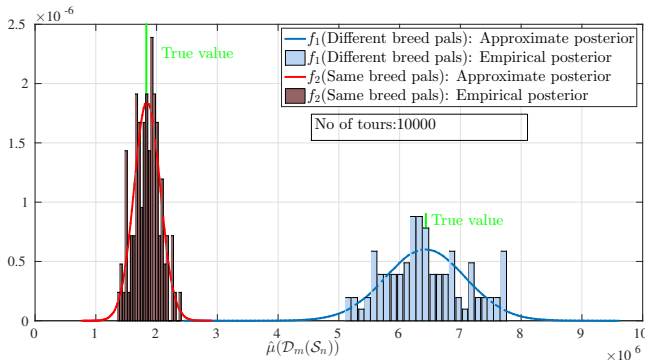 ×10⁻⁶
2.5
2
1.5
1
0.5
0
True value
f₁(Different breed pals): Approximate posterior
f₁(Different breed pals): Empirical posterior
f₂(Same breed pals): Approximate posterior
f₂(Same breed pals): Empirical posterior
No of tours:10000
True value
0 1 2 3 4 5 6 7 8 9 10
μ̂(𝒟ₘ(𝒮ₙ))
×10⁶